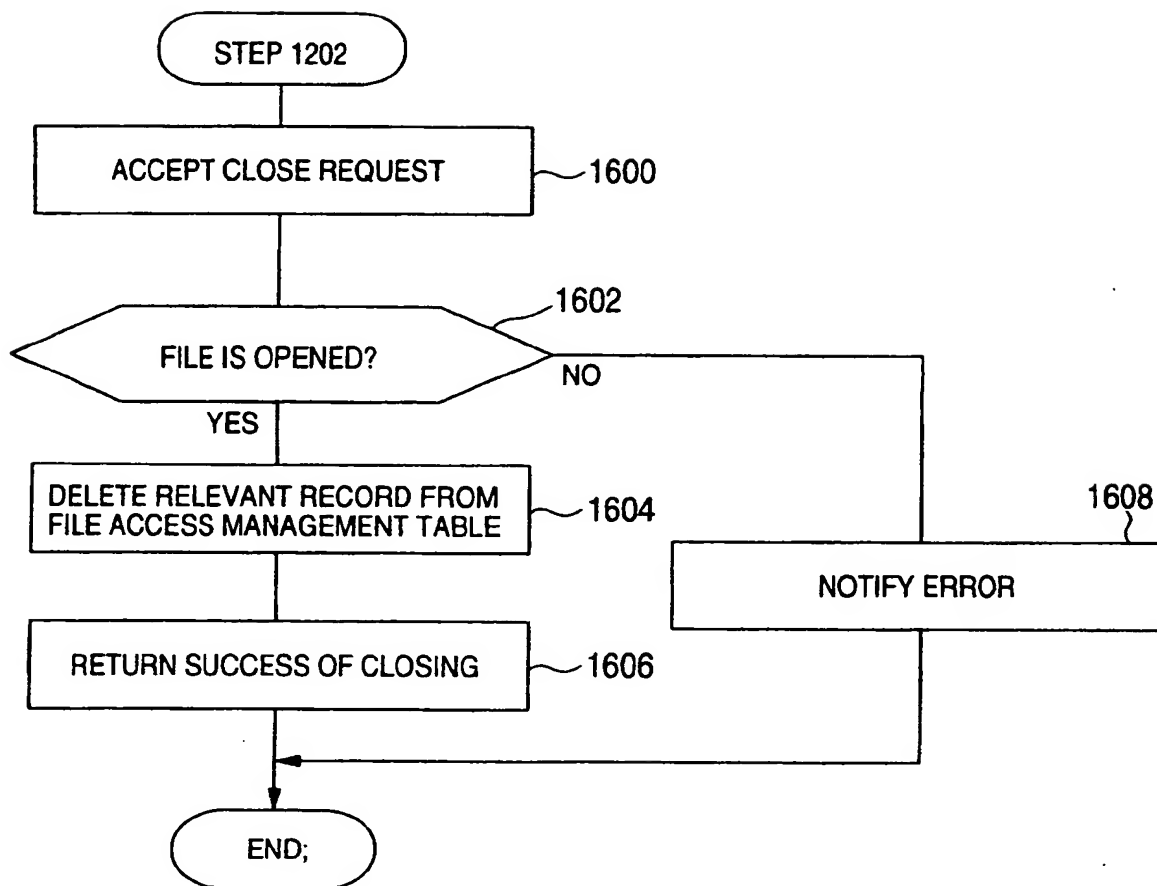 STEP 1202
ACCEPT CLOSE REQUEST
1600
1602
FILE IS OPENED?
NO
YES
DELETE RELEVANT RECORD FROM
FILE ACCESS MANAGEMENT TABLE
1604
1608
NOTIFY ERROR
RETURN SUCCESS OF CLOSING
1606
END;